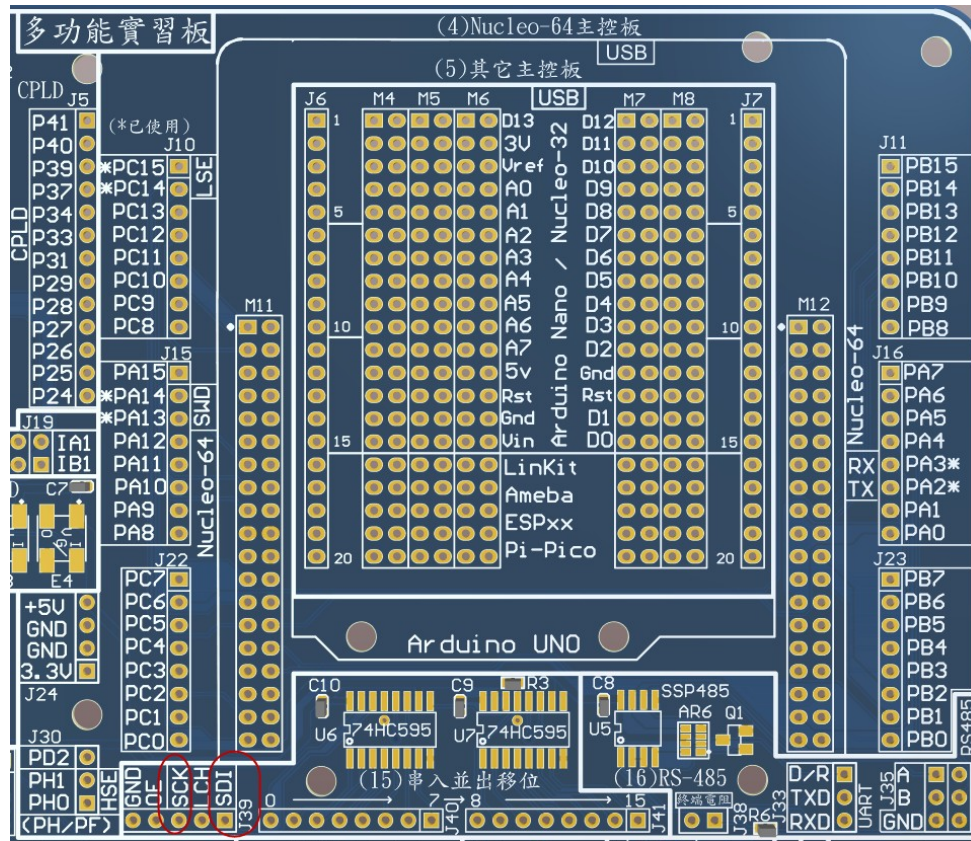 多功能實習板
(4)Nucleo-64主控板
USB
(5)其它主控板
CPLD
J5
P41
P40
P39
P37
P34
P33
P31
P29
P28
P27
P26
P25
P24
CPLD
(*已使用)
J10
*PC15
*PC14
PC13
PC12
PC11
PC10
PC9
PC8
LSE
J15
PA15
*PA14
*PA13
PA12
PA11
PA10
PA9
PA8
SWD
Nucleo-64
J22
PC7
PC6
PC5
PC4
PC3
PC2
PC1
PC0
J19
IA1
IB1
C7
E4
+5V
GND
GND
3.3V
J24
J30
PD2
PH1
PH0
HSE
(PH/PF)
M11
J6 M4 M5 M6 USB M7 M8 J7
1
5
10
15
20
D13
3V
Vref
A0
A1
A2
A3
A4
A5
A6
A7
5v
Rst
Gnd
Vin
Arduino Nano / Nucleo-32
D12
D11
D10
D9
D8
D7
D6
D5
D4
D3
D2
Gnd
Rst
D1
D0
1
5
10
15
20
LinKit
Ameba
ESPxx
Pi-Pico
M12
Nucleo-64
RX
TX
J11
PB15
PB14
PB13
PB12
PB11
PB10
PB9
PB8
J16
PA7
PA6
PA5
PA4
PA3*
PA2*
PA1
PA0
J23
PB7
PB6
PB5
PB4
PB3
PB2
PB1
PB0
RS485
Arduino UNO
C10
U6
74HC595
C9
R3
U7
74HC595
C8
U5
SSP485
AR6
Q1
(15)串入並出移位
(16)RS-485
GND
SCK
SDI
J39
0 7
J40
8 15
J41
終端電阻
J38
R6
J33
D/R
TXD
RXD
UART
J35
A
B
GND